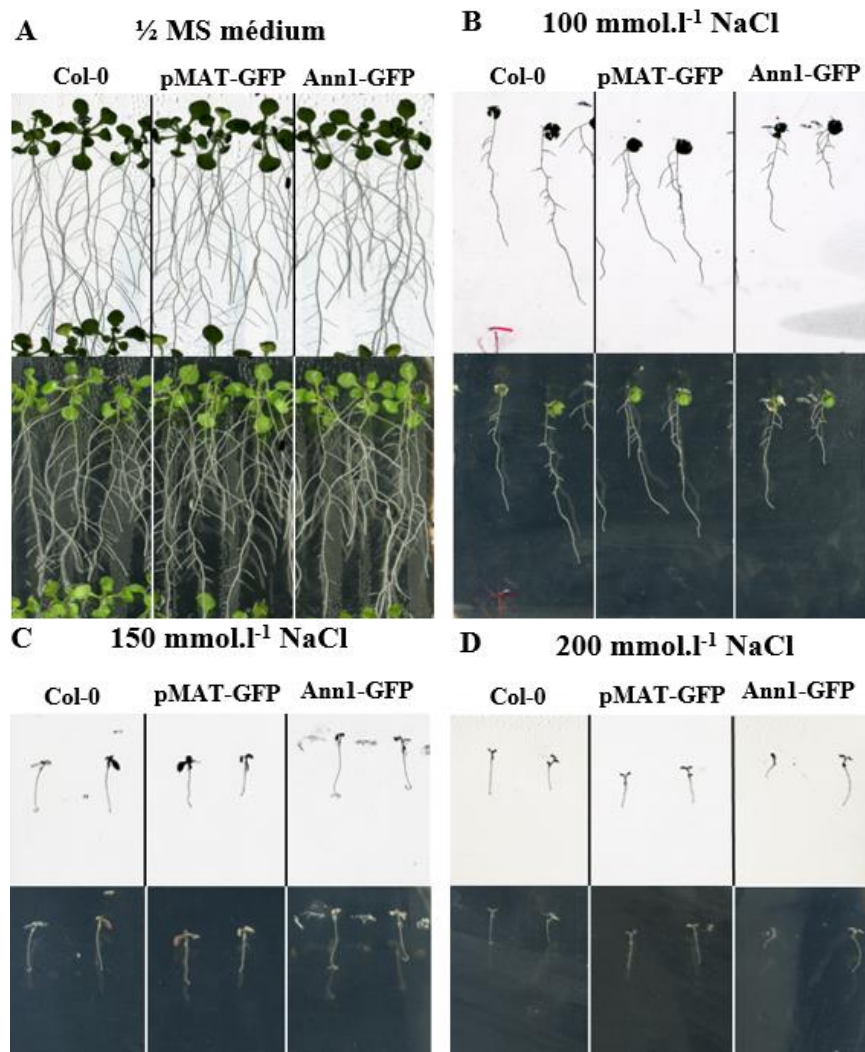 A ½ MS médium
Col-0 pMAT-GFP Ann1-GFP
B 100 mmol.l⁻¹ NaCl
Col-0 pMAT-GFP Ann1-GFP
C 150 mmol.l⁻¹ NaCl
Col-0 pMAT-GFP Ann1-GFP
D 200 mmol.l⁻¹ NaCl
Col-0 pMAT-GFP Ann1-GFP